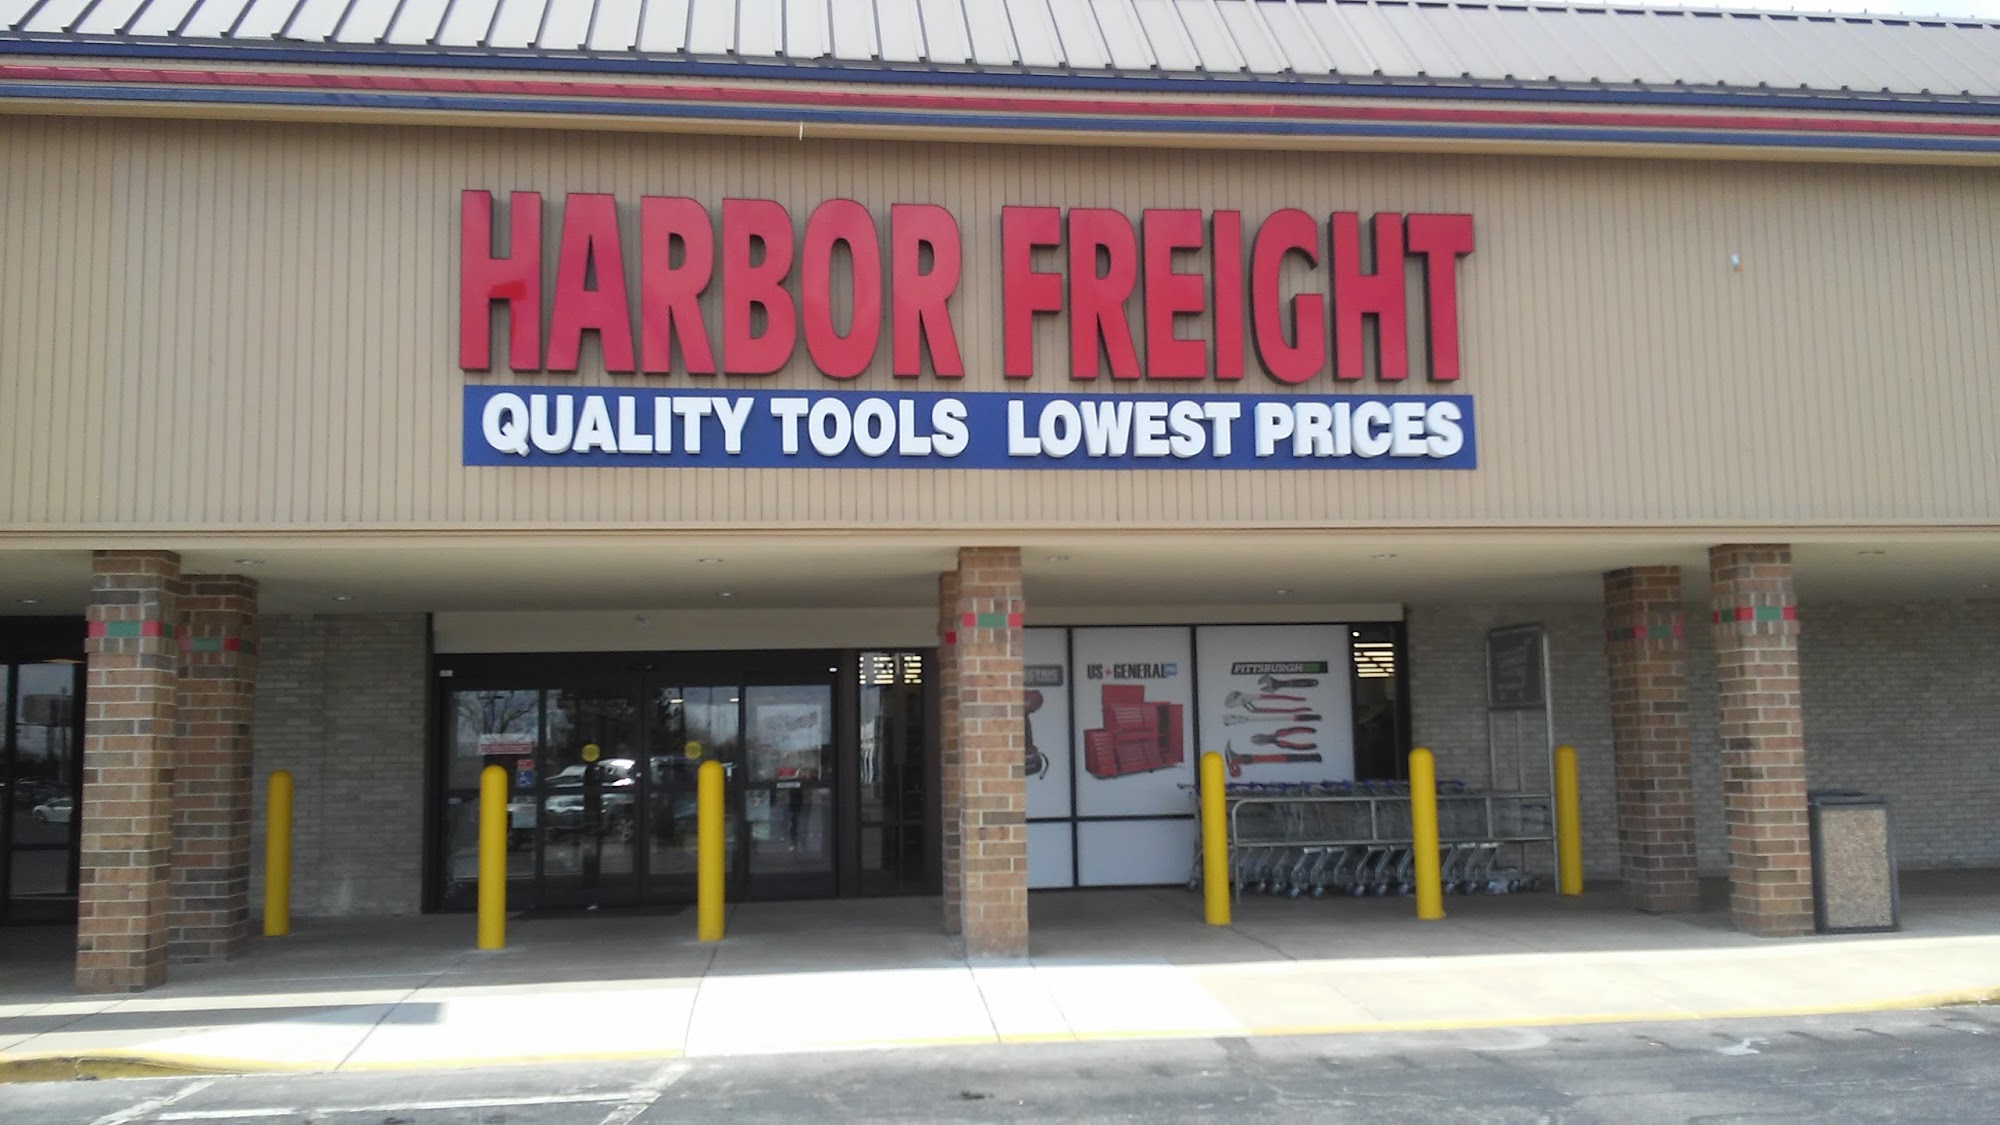 HARBOR FREIGHT
QUALITY TOOLS LOWEST PRICES
US GENERAL
PITTSBURGH